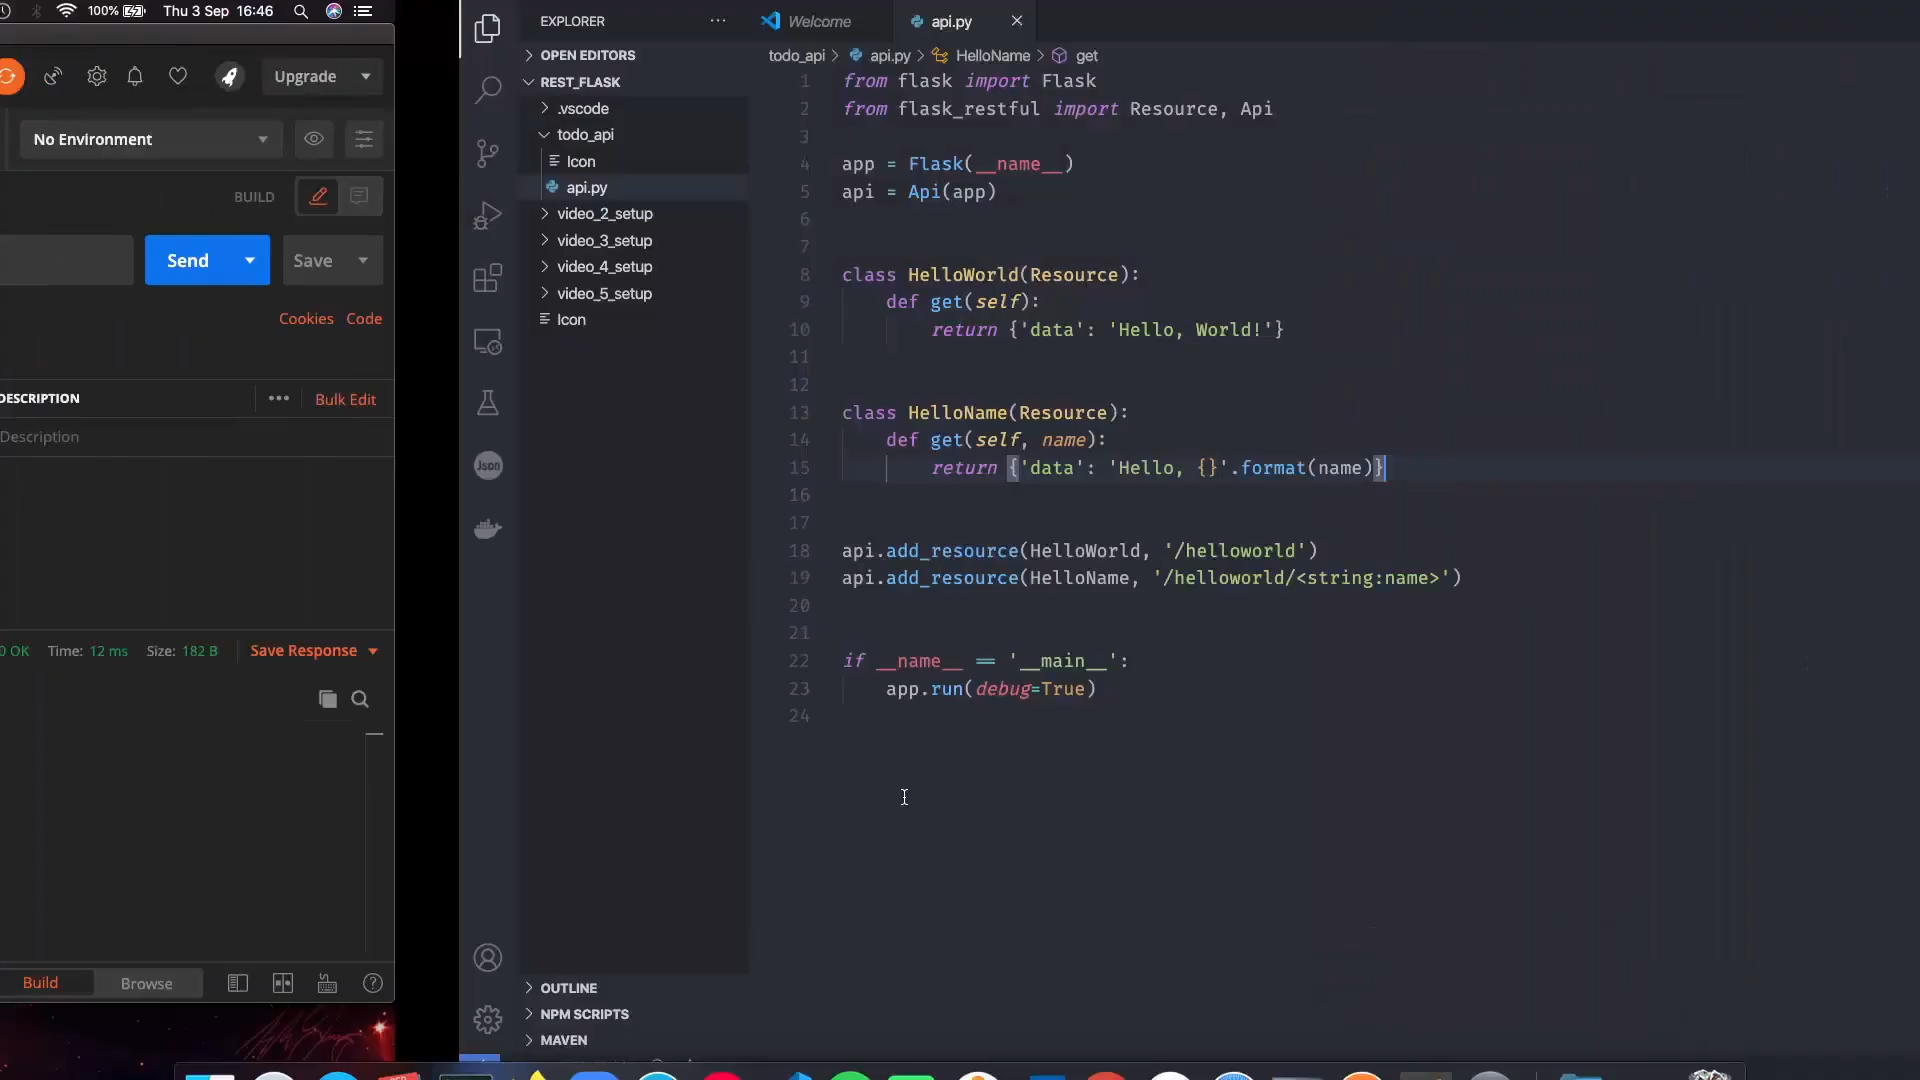 100%
Thu 3 Sep 16:46
Upgrade
No Environment
BUILD
Send
Save
Cookies
Code
DESCRIPTION
Bulk Edit
Description
0 OK
Time: 12 ms
Size: 182 B
Save Response
Build
Browse
EXPLORER
OPEN EDITORS
REST_FLASK
.vscode
todo_api
Icon
api.py
video_2_setup
video_3_setup
video_4_setup
video_5_setup
Icon
Json
OUTLINE
NPM SCRIPTS
MAVEN
Welcome
api.py
todo_api > api.py > HelloName > get
1 from flask import Flask
2 from flask_restful import Resource, Api
3
4 app = Flask(__name__)
5 api = Api(app)
6
7
8 class HelloWorld(Resource):
9 def get(self):
10 return {'data': 'Hello, World!'}
11
12
13 class HelloName(Resource):
14 def get(self, name):
15 return {'data': 'Hello, {}'.format(name)}
16
17
18 api.add_resource(HelloWorld, '/helloworld')
19 api.add_resource(HelloName, '/helloworld/<string:name>')
20
21
22 if __name__ == '__main__':
23 app.run(debug=True)
24